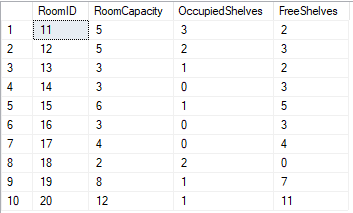 RoomID RoomCapacity OccupiedShelves FreeShelves
1 11 5 3 2
2 12 5 2 3
3 13 3 1 2
4 14 3 0 3
5 15 6 1 5
6 16 3 0 3
7 17 4 0 4
8 18 2 2 0
9 19 8 1 7
10 20 12 1 11